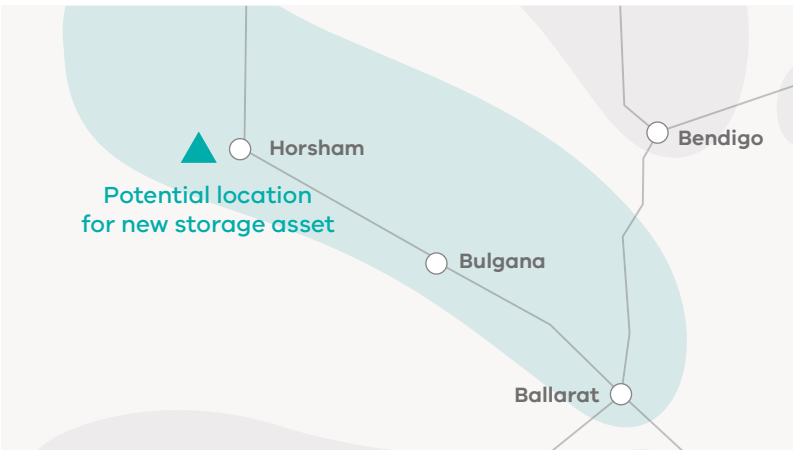 Bendigo
Horsham
Potential location
for new storage asset
Bulgana
Ballarat